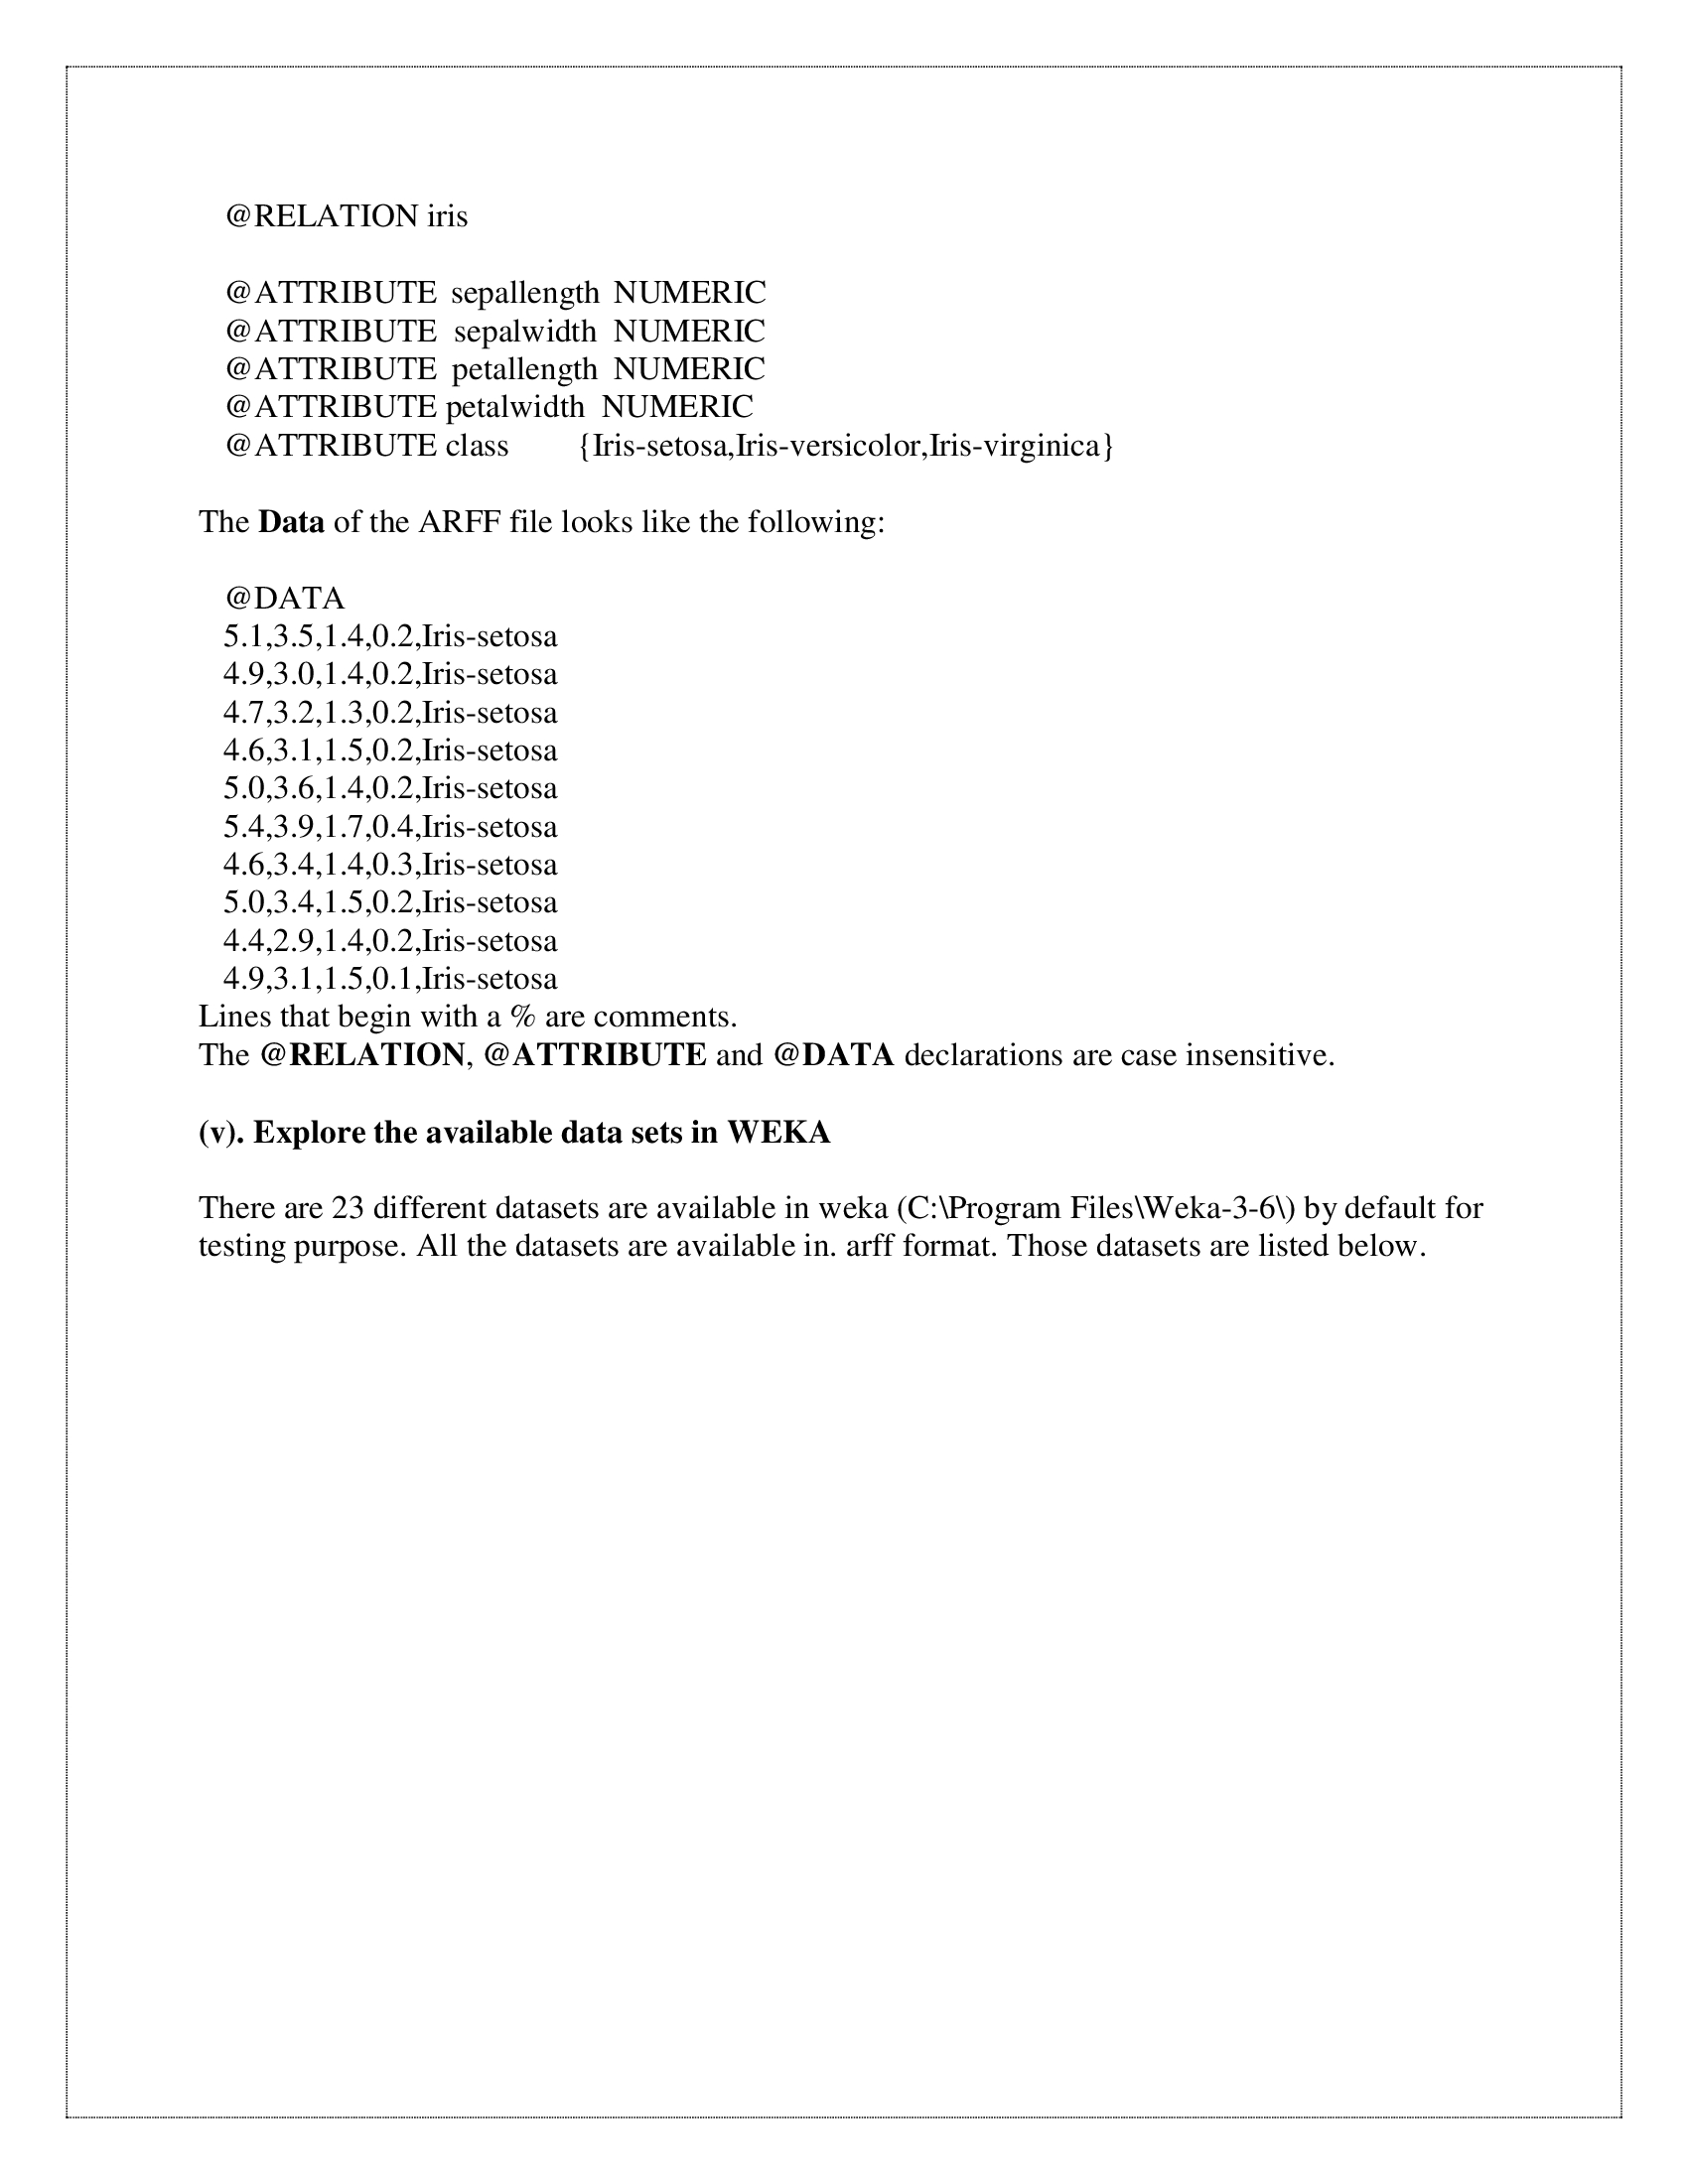 @RELATION iris
@ATTRIBUTE sepallength NUMERIC
@ATTRIBUTE sepalwidth NUMERIC
@ATTRIBUTE petallength NUMERIC
@ATTRIBUTE petalwidth NUMERIC
@ATTRIBUTE class {Iris-setosa,Iris-versicolor,Iris-virginica}
The Data of the ARFF file looks like the following:
@DATA
5.1,3.5,1.4,0.2,Iris-setosa
4.9,3.0,1.4,0.2,Iris-setosa
4.7,3.2,1.3,0.2,Iris-setosa
4.6,3.1,1.5,0.2,Iris-setosa
5.0,3.6,1.4,0.2,Iris-setosa
5.4,3.9,1.7,0.4,Iris-setosa
4.6,3.4,1.4,0.3,Iris-setosa
5.0,3.4,1.5,0.2,Iris-setosa
4.4,2.9,1.4,0.2,Iris-setosa
4.9,3.1,1.5,0.1,Iris-setosa
Lines that begin with a % are comments.
The @RELATION, @ATTRIBUTE and @DATA declarations are case insensitive.
(v). Explore the available data sets in WEKA
There are 23 different datasets are available in weka (C:\Program Files\Weka-3-6\) by default for
testing purpose. All the datasets are available in. arff format. Those datasets are listed below.